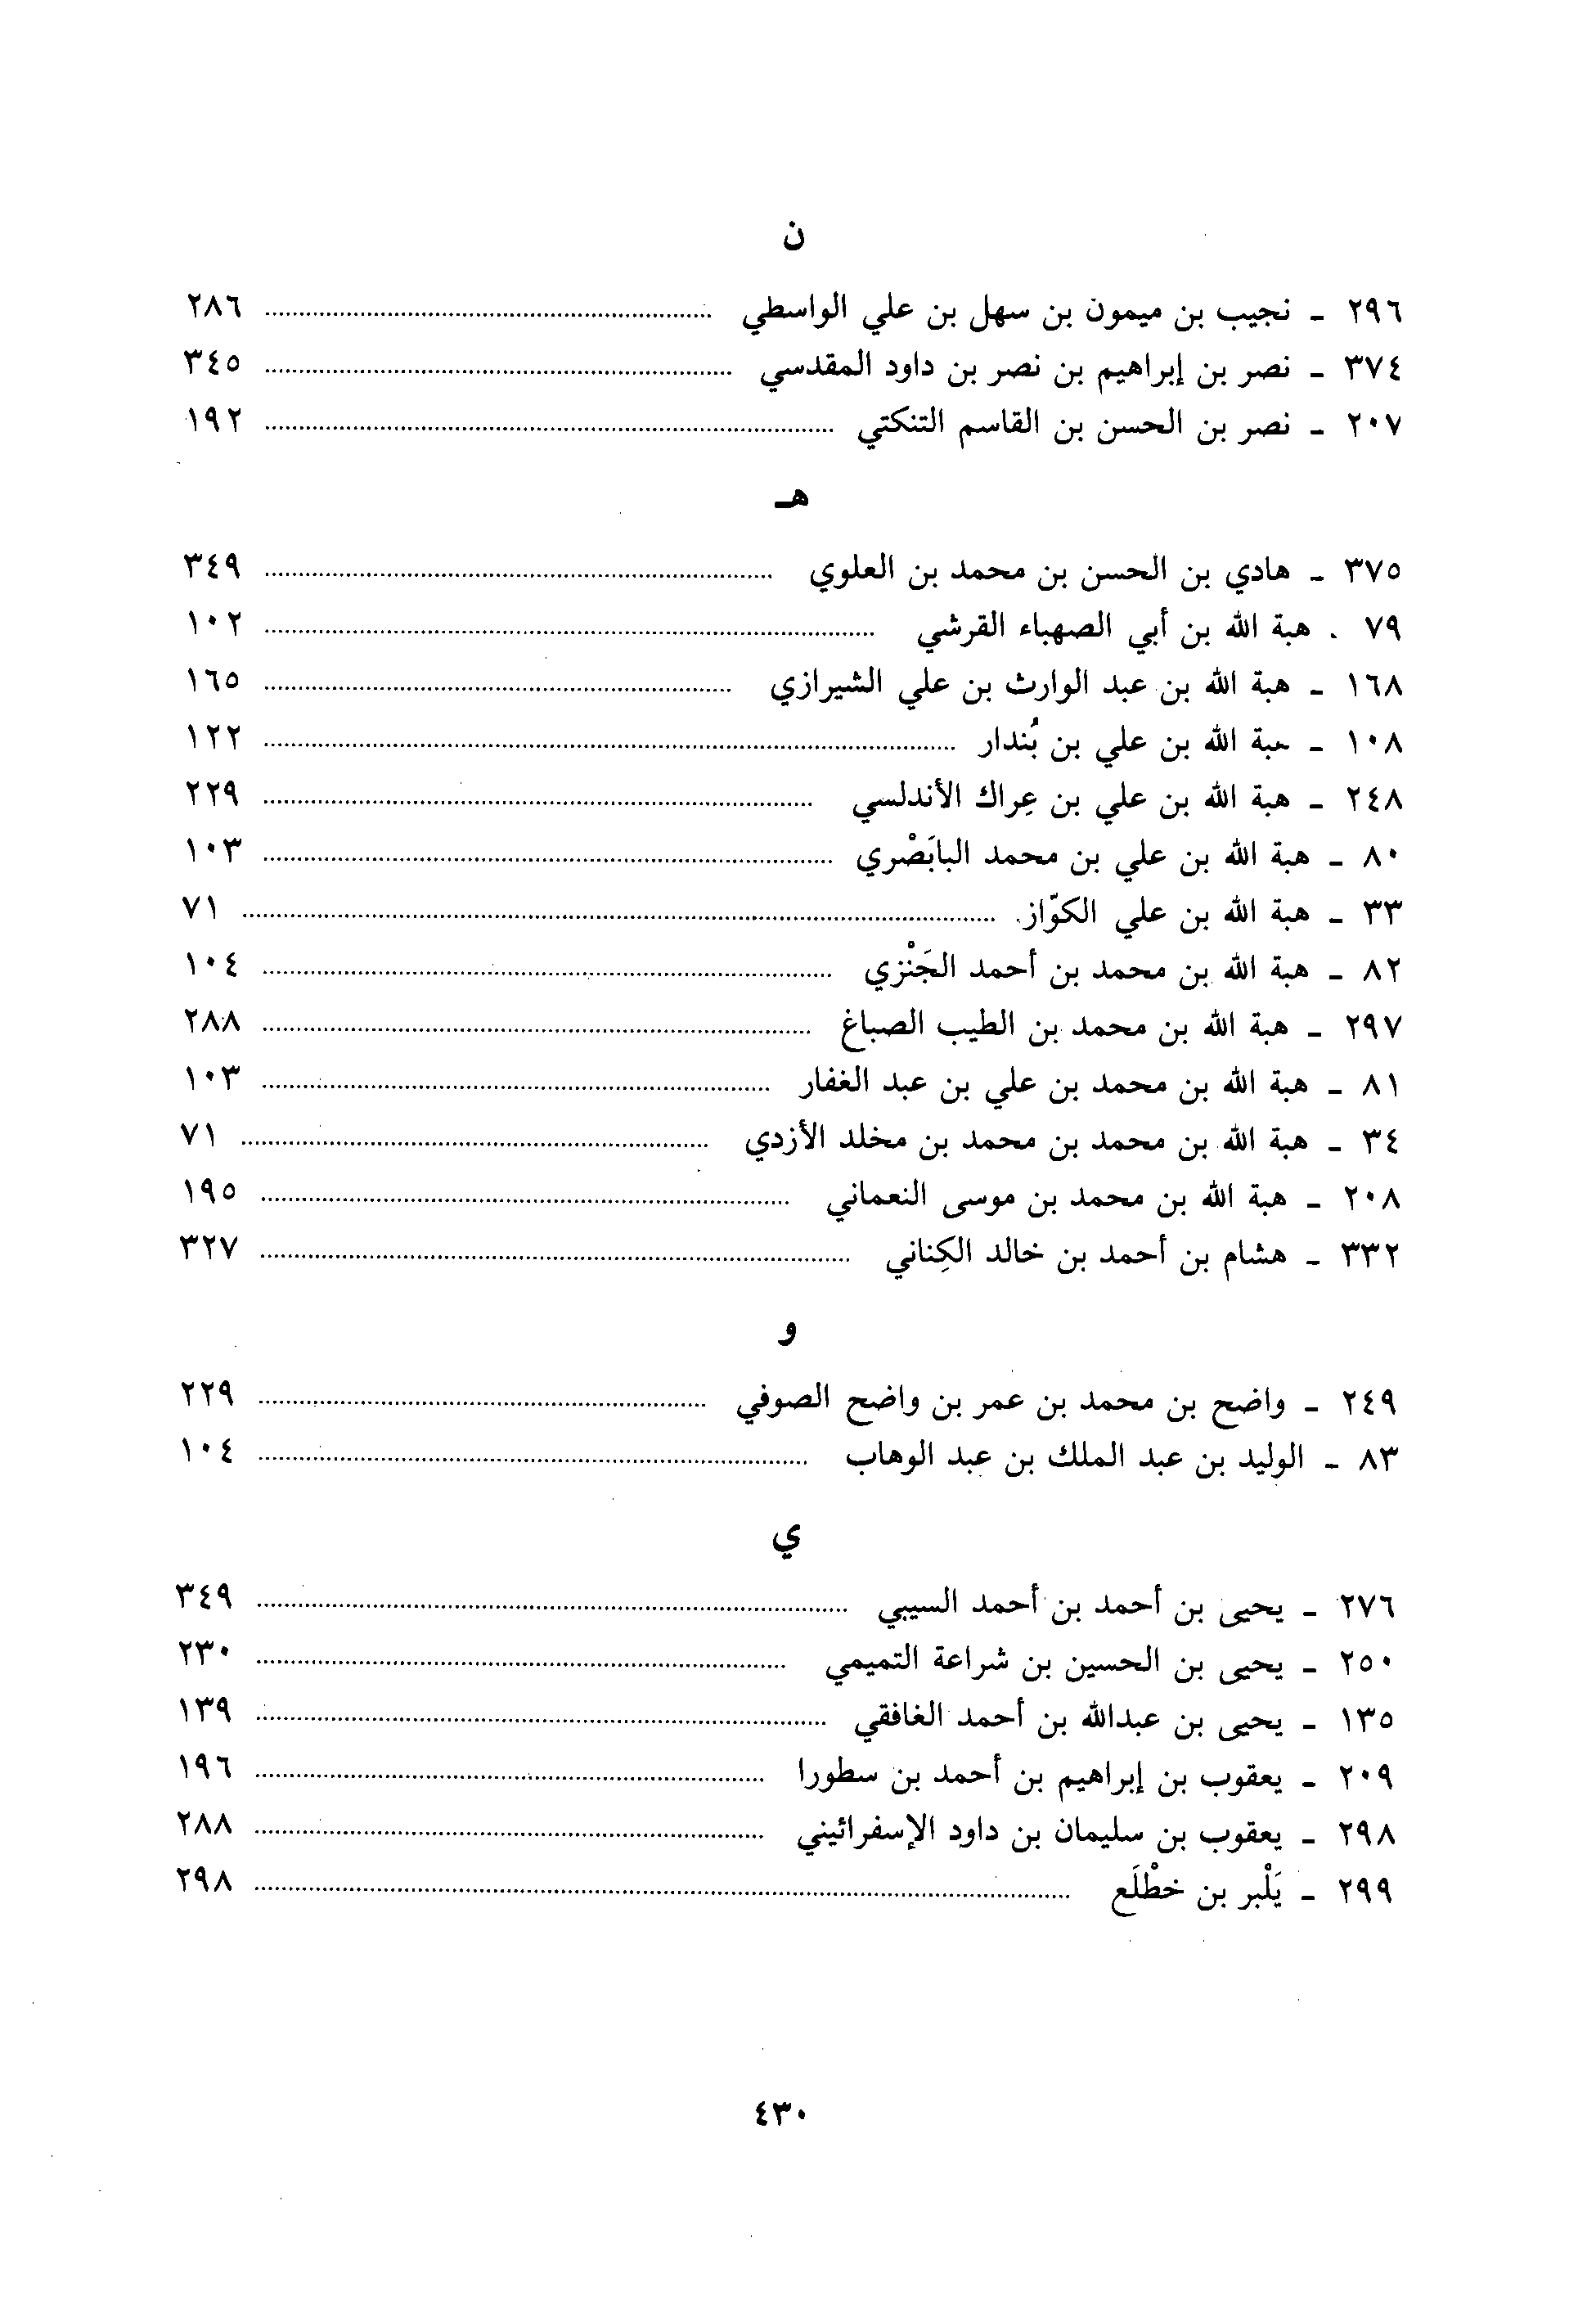 ن
٢٩٦ - نجيب بن ميمون بن سهل بن علي الواسطي ........ ٢٨٦
٣٧٤ - نصر بن إبراهيم بن نصر بن داود المقدسي ........ ٣٤٥
٢٠٧ - نصر بن الحسن بن القاسم التنكتي ........ ١٩٢
هـ
٣٧٥ - هادي بن الحسن بن محمد بن العلوي ........ ٣٤٩
٧٩ . هبة الله بن أبي الصهباء القرشي ........ ١٠٢
١٦٨ - هبة الله بن عبد الوارث بن علي الشيرازي ........ ١٦٥
١٠٨ - هبة الله بن علي بن بُندار ........ ١٢٢
٢٤٨ - هبة الله بن علي بن عِراك الأندلسي ........ ٢٢٩
٨٠ - هبة الله بن علي بن محمد البابَصْري ........ ١٠٣
٣٣ - هبة الله بن علي الكوّاز. ........ ٧١
٨٢ - هبة الله بن محمد بن أحمد الجَنْزي ........ ١٠٤
٢٩٧ - هبة الله بن محمد بن الطيب الصباغ ........ ٢٨٨
٨١ - هبة الله بن محمد بن علي بن عبد الغفار ........ ١٠٣
٣٤ - هبة الله بن محمد بن محمد بن مخلد الأزدي ........ ٧١
٢٠٨ - هبة الله بن محمد بن موسى النعماني ........ ١٩٥
٣٣٢ - هشام بن أحمد بن خالد الكِناني ........ ٣٢٧
و
٢٤٩ - واضح بن محمد بن عمر بن واضح الصوفي ........ ٢٢٩
٨٣ - الوليد بن عبد الملك بن عبد الوهاب ........ ١٠٤
ي
٢٧٦ - يحيى بن أحمد بن أحمد السيبي ........ ٣٤٩
٢٥٠ - يحيى بن الحسين بن شراعة التميمي ........ ٢٣٠
١٣٥ - يحيى بن عبدالله بن أحمد الغافقي ........ ١٣٩
٢٠٩ - يعقوب بن إبراهيم بن أحمد بن سطورا ........ ١٩٦
٢٩٨ - يعقوب بن سليمان بن داود الإسفرائيني ........ ٢٨٨
٢٩٩ - يَلْبر بن خطْلَع ........ ٢٩٨
٤٣٠